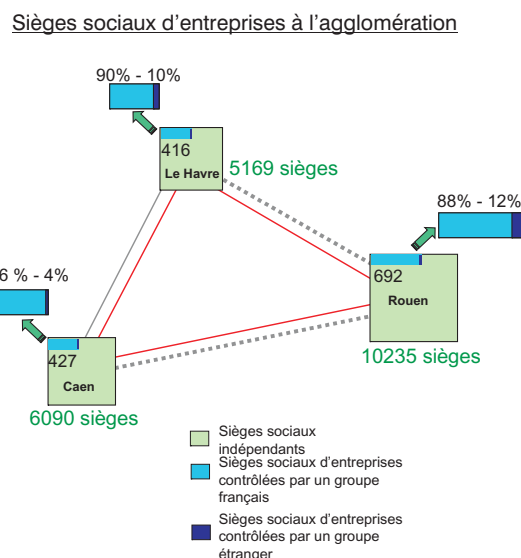 Sièges sociaux d'entreprises à l'agglomération
90% - 10%
416
Le Havre
5169 sièges
88% - 12%
692
Rouen
10235 sièges
6 % - 4%
427
Caen
6090 sièges
Sièges sociaux
indépendants
Sièges sociaux d'entreprises
contrôlées par un groupe
français
Sièges sociaux d'entreprises
contrôlées par un groupe
étranger